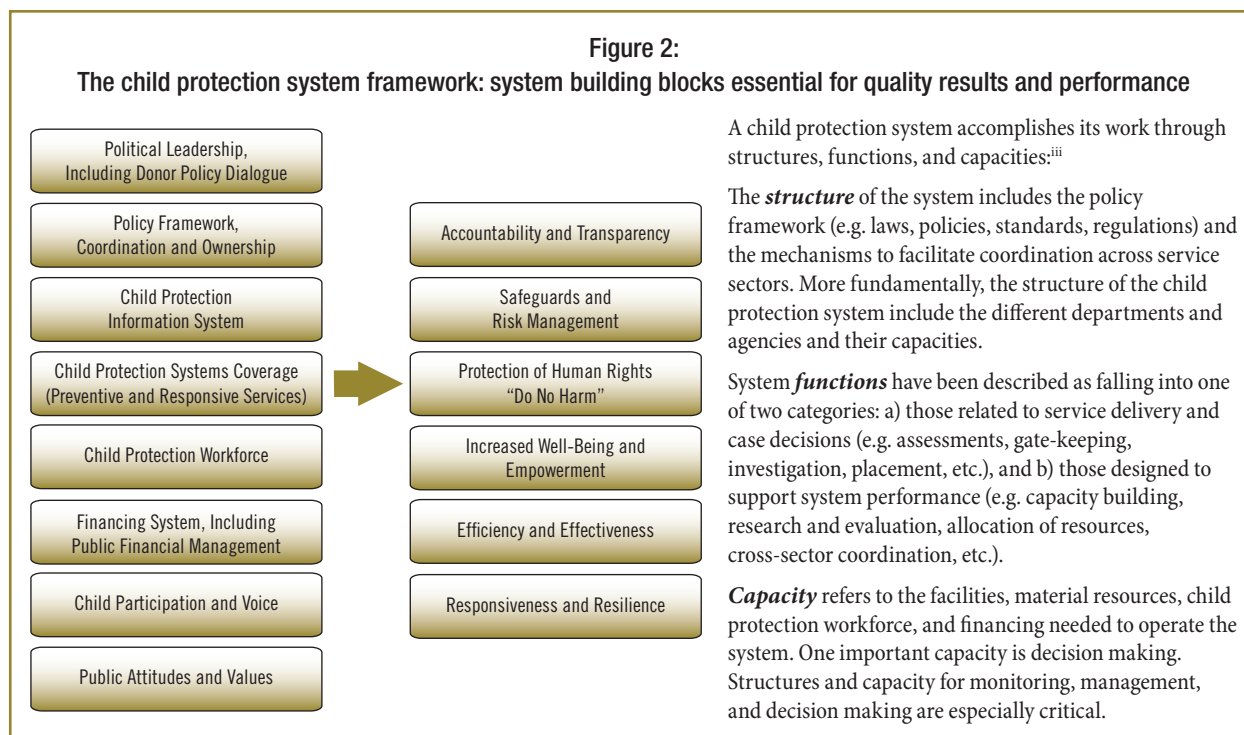 Figure 2:
The child protection system framework: system building blocks essential for quality results and performance
Political Leadership,
Including Donor Policy Dialogue
Policy Framework,
Coordination and Ownership
Child Protection
Information System
Child Protection Systems Coverage
(Preventive and Responsive Services)
Child Protection Workforce
Financing System, Including
Public Financial Management
Child Participation and Voice
Public Attitudes and Values
Accountability and Transparency
Safeguards and
Risk Management
Protection of Human Rights
“Do No Harm”
Increased Well-Being and
Empowerment
Efficiency and Effectiveness
Responsiveness and Resilience
A child protection system accomplishes its work through
structures, functions, and capacities:iii
The structure of the system includes the policy
framework (e.g. laws, policies, standards, regulations) and
the mechanisms to facilitate coordination across service
sectors. More fundamentally, the structure of the child
protection system include the different departments and
agencies and their capacities.
System functions have been described as falling into one
of two categories: a) those related to service delivery and
case decisions (e.g. assessments, gate-keeping,
investigation, placement, etc.), and b) those designed to
support system performance (e.g. capacity building,
research and evaluation, allocation of resources,
cross-sector coordination, etc.).
Capacity refers to the facilities, material resources, child
protection workforce, and financing needed to operate the
system. One important capacity is decision making.
Structures and capacity for monitoring, management,
and decision making are especially critical.